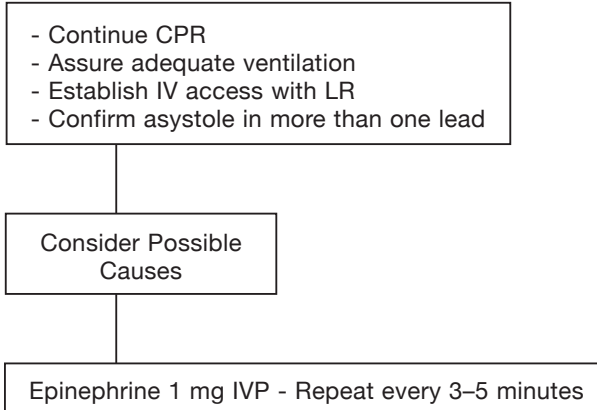 - Continue CPR
- Assure adequate ventilation
- Establish IV access with LR
- Confirm asystole in more than one lead
Consider Possible
Causes
Epinephrine 1 mg IVP - Repeat every 3–5 minutes